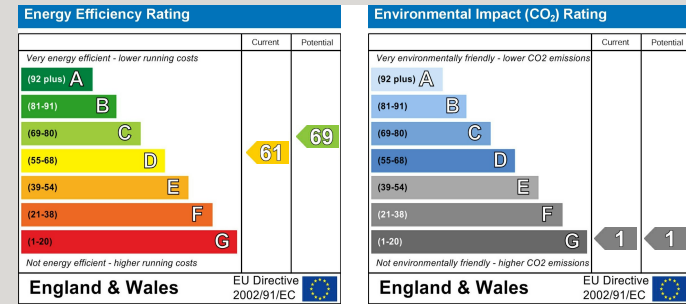 Energy Efficiency Rating
Current Potential
Very energy efficient - lower running costs
(92 plus) A
(81-91) B
(69-80) C
(55-68) D
(39-54) E
(21-38) F
(1-20) G
61
69
Not energy efficient - higher running costs
England & Wales
EU Directive
2002/91/EC
Environmental Impact (CO₂) Rating
Current Potential
Very environmentally friendly - lower CO2 emissions
(92 plus) A
(81-91) B
(69-80) C
(55-68) D
(39-54) E
(21-38) F
(1-20) G
1
1
Not environmentally friendly - higher CO2 emissions
England & Wales
EU Directive
2002/91/EC